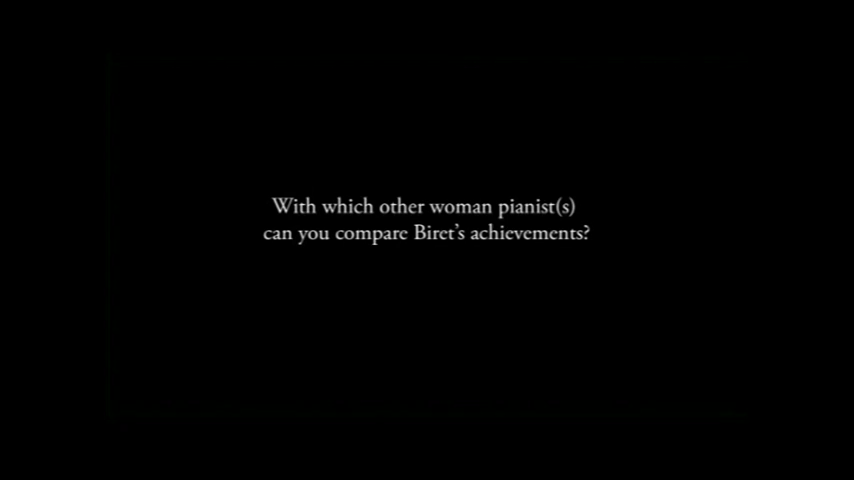 With which other woman pianist(s)
can you compare Biret's achievements?